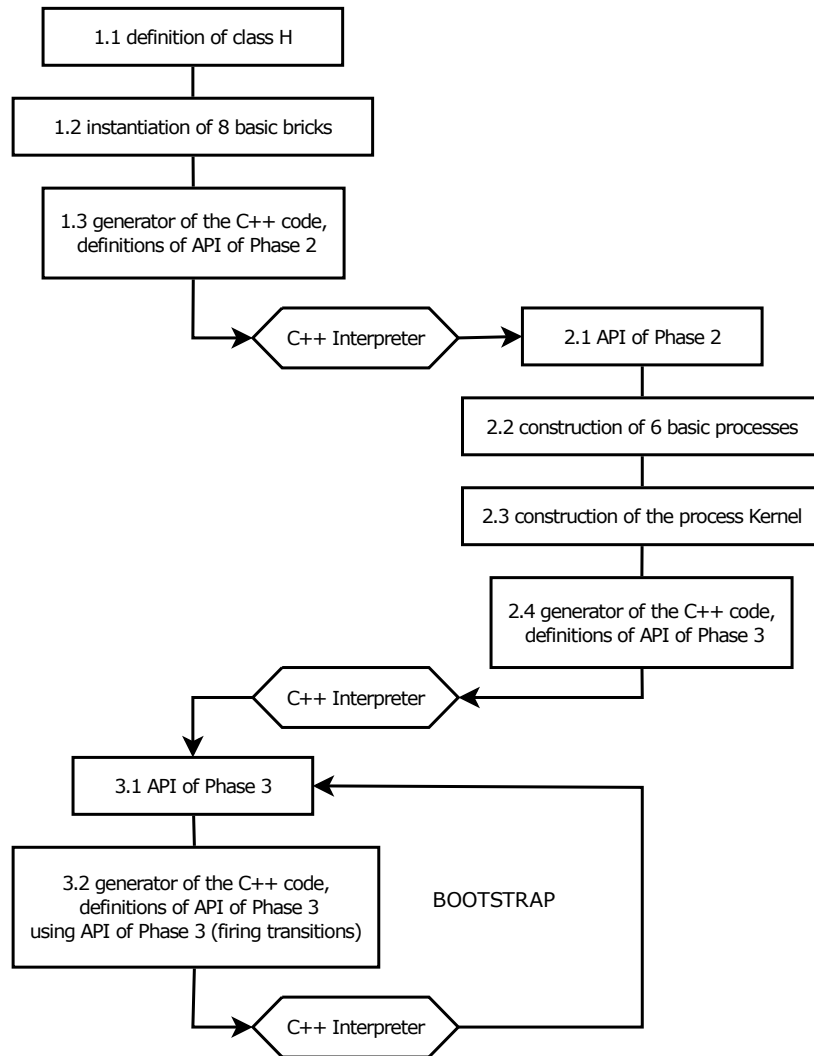 1.1 definition of class H
1.2 instantiation of 8 basic bricks
1.3 generator of the C++ code,
definitions of API of Phase 2
C++ Interpreter
2.1 API of Phase 2
2.2 construction of 6 basic processes
2.3 construction of the process Kernel
2.4 generator of the C++ code,
definitions of API of Phase 3
C++ Interpreter
3.1 API of Phase 3
3.2 generator of the C++ code,
definitions of API of Phase 3
using API of Phase 3 (firing transitions)
BOOTSTRAP
C++ Interpreter